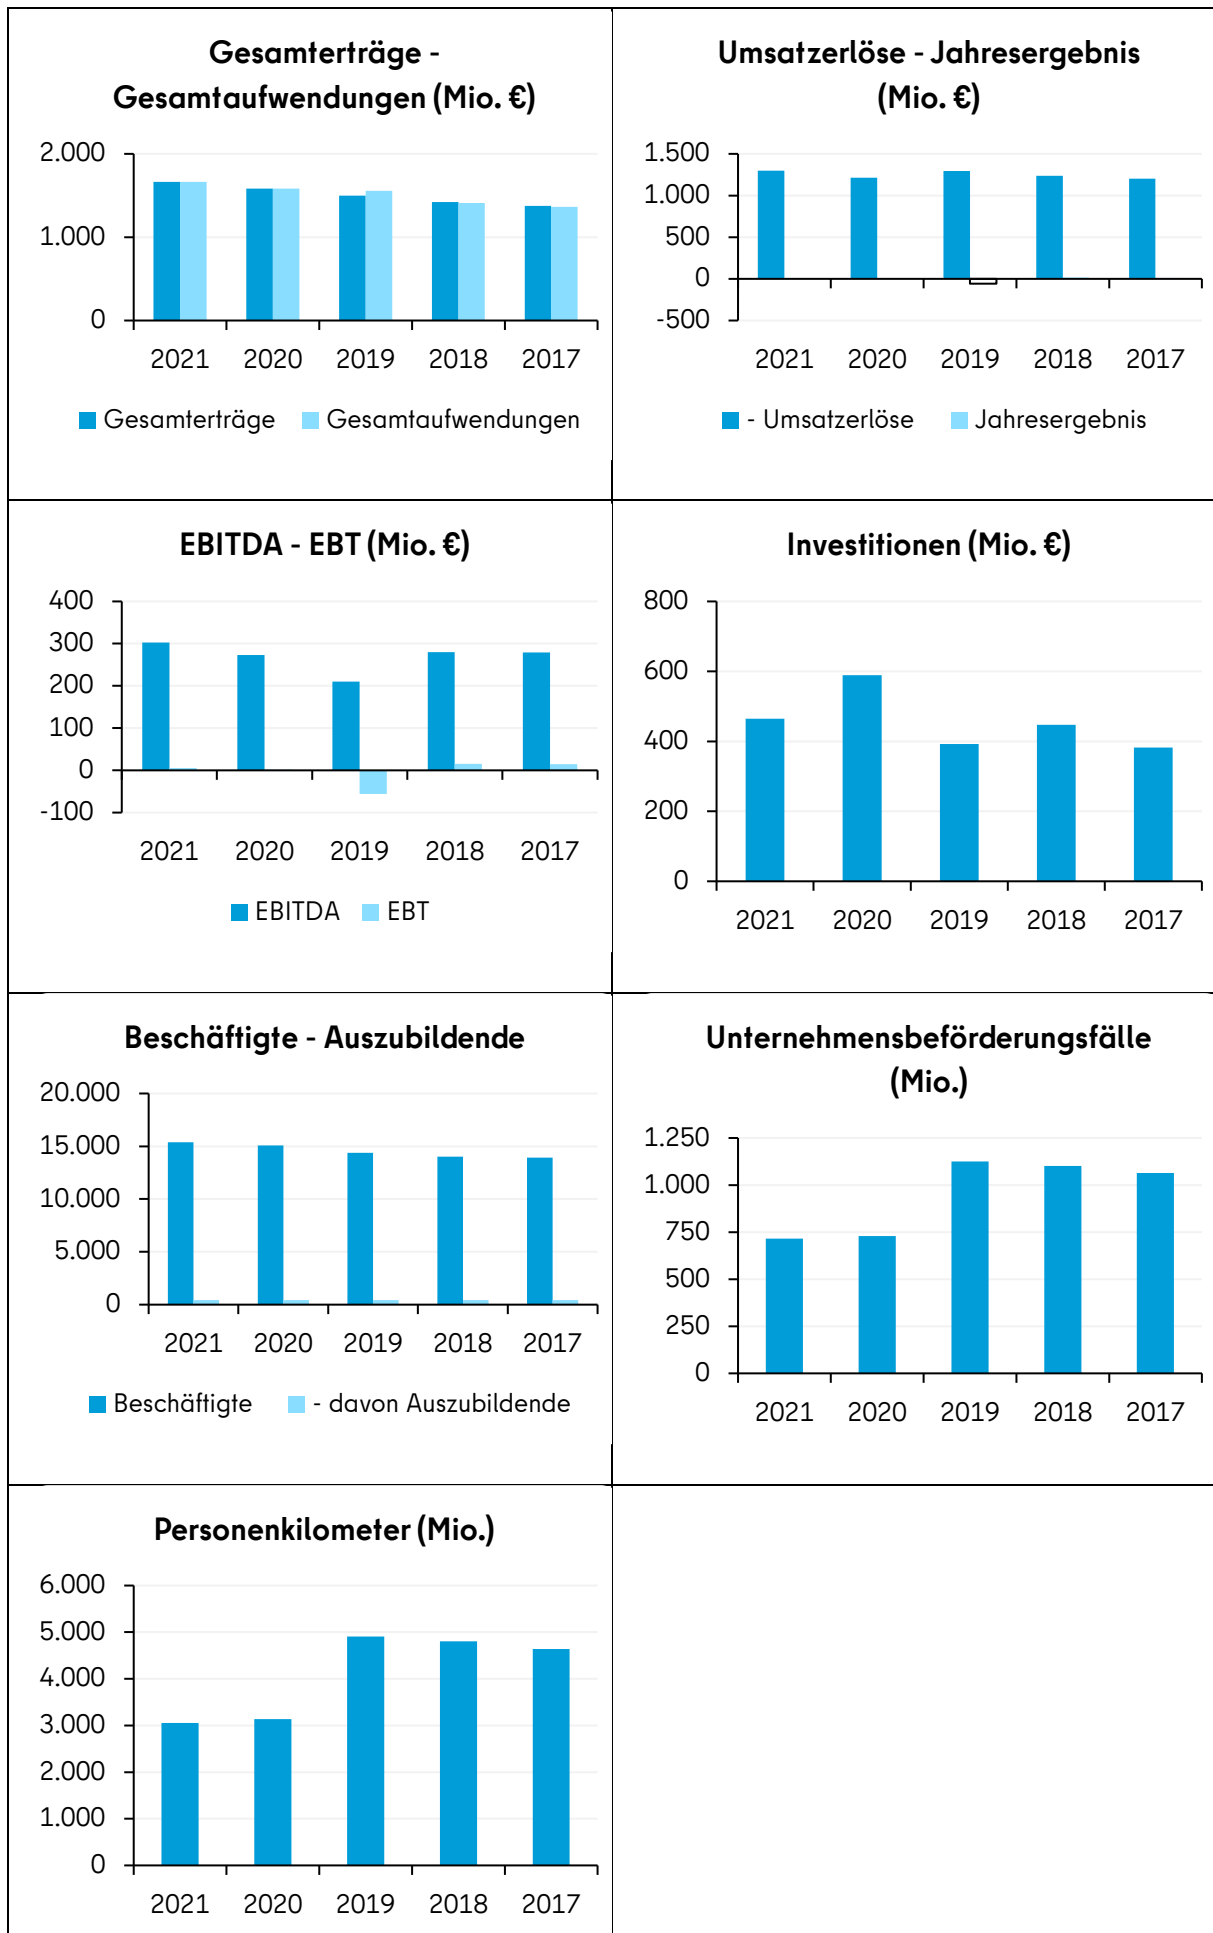 Gesamterträge -
Gesamtaufwendungen (Mio. €)
2.000
1.000
0
2021 2020 2019 2018 2017
Gesamterträge Gesamtaufwendungen
Umsatzerlöse - Jahresergebnis
(Mio. €)
1.500
1.000
500
0
-500
2021 2020 2019 2018 2017
- Umsatzerlöse Jahresergebnis
EBITDA - EBT (Mio. €)
400
300
200
100
0
-100
2021 2020 2019 2018 2017
EBITDA EBT
Investitionen (Mio. €)
800
600
400
200
0
2021 2020 2019 2018 2017
Beschäftigte - Auszubildende
20.000
15.000
10.000
5.000
0
2021 2020 2019 2018 2017
Beschäftigte - davon Auszubildende
Unternehmensbeförderungsfälle
(Mio.)
1.250
1.000
750
500
250
0
2021 2020 2019 2018 2017
Personenkilometer (Mio.)
6.000
5.000
4.000
3.000
2.000
1.000
0
2021 2020 2019 2018 2017